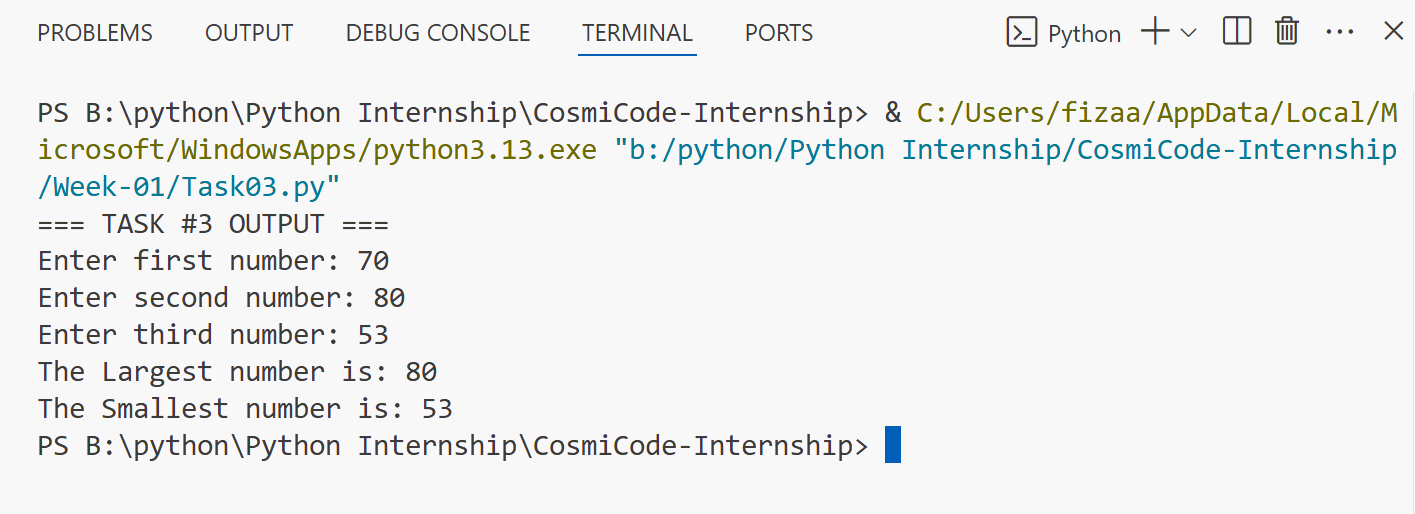 PROBLEMS OUTPUT DEBUG CONSOLE TERMINAL PORTS Python
PS B:\python\Python Internship\CosmiCode-Internship> & C:/Users/fizaa/AppData/Local/M
icrosoft/WindowsApps/python3.13.exe "b:/python/Python Internship/CosmiCode-Internship
/Week-01/Task03.py"
=== TASK #3 OUTPUT ===
Enter first number: 70
Enter second number: 80
Enter third number: 53
The Largest number is: 80
The Smallest number is: 53
PS B:\python\Python Internship\CosmiCode-Internship>